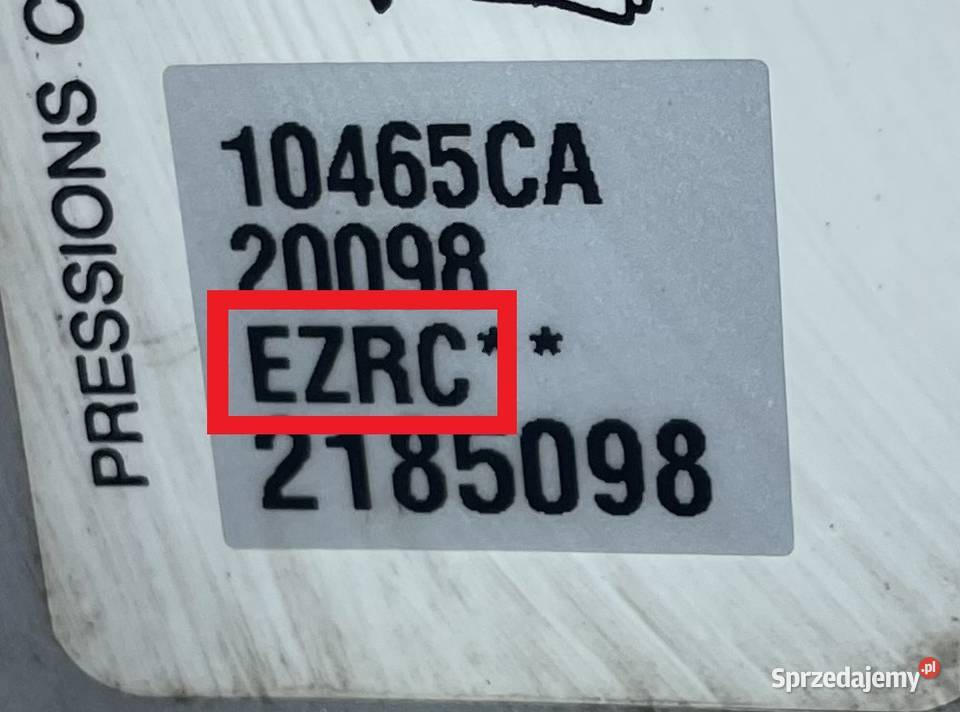 PRESSIONS C
10465CA
20098
EZRC**
2185098
Sprzedajemy.pl